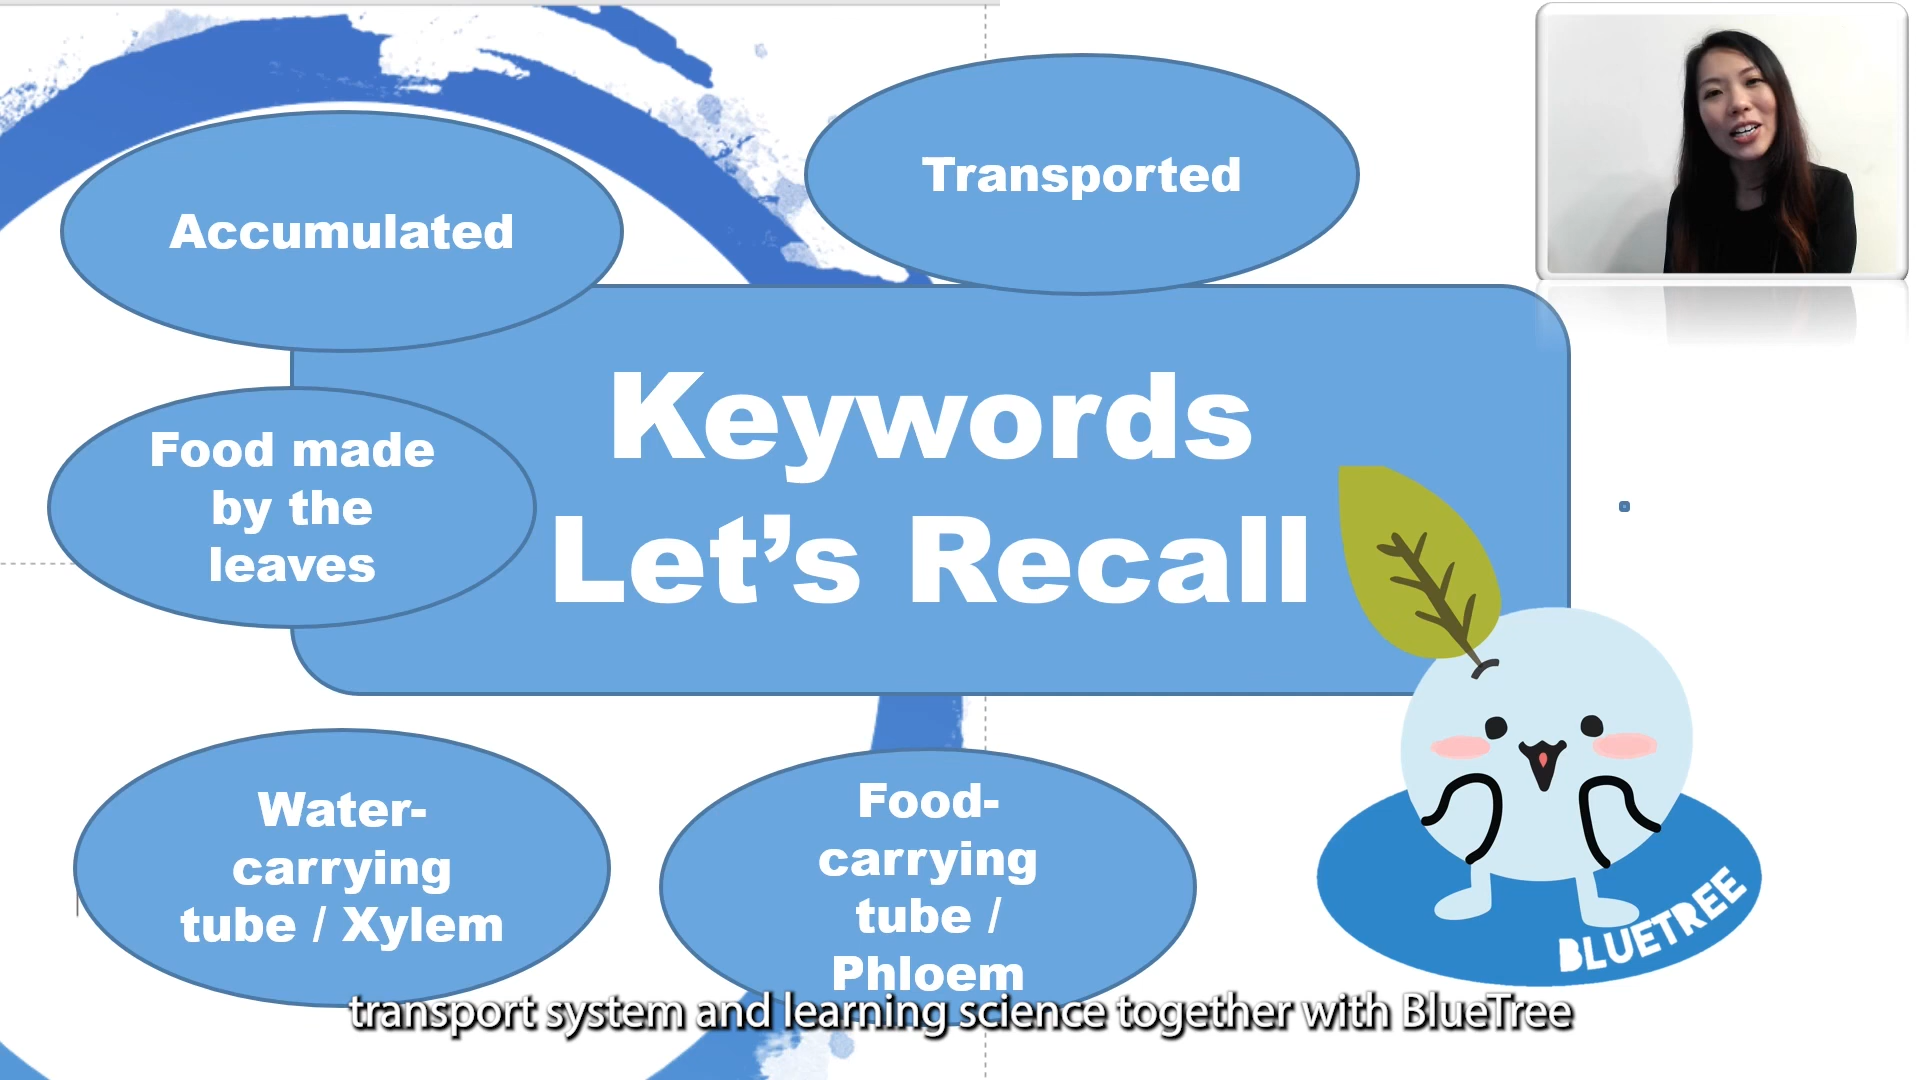 Transported
Accumulated
Keywords
Let’s Recall
Food made
by the
leaves
Water-
carrying
tube / Xylem
Food-
carrying
tube /
Phloem
BLUETREE
transport system and learning science together with BlueTree